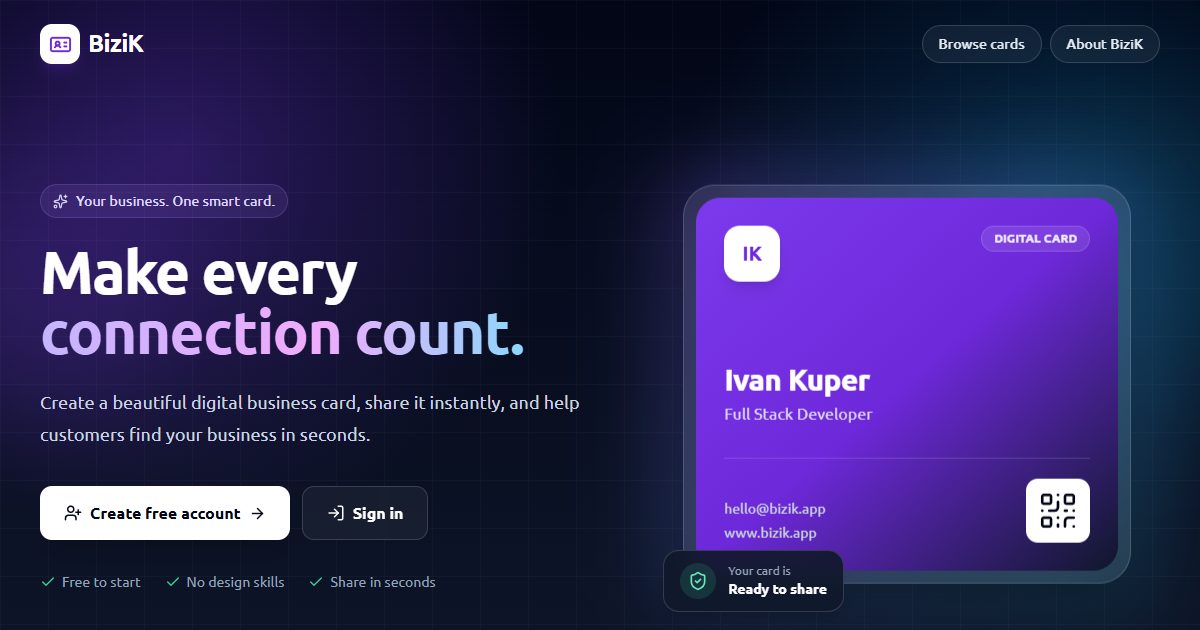 BiziK
Browse cards
About BiziK
Your business. One smart card.
Make every
connection count.
Create a beautiful digital business card, share it instantly, and help
customers find your business in seconds.
Create free account
Sign in
Free to start
No design skills
Share in seconds
IK
DIGITAL CARD
Ivan Kuper
Full Stack Developer
hello@bizik.app
www.bizik.app
Your card is
Ready to share